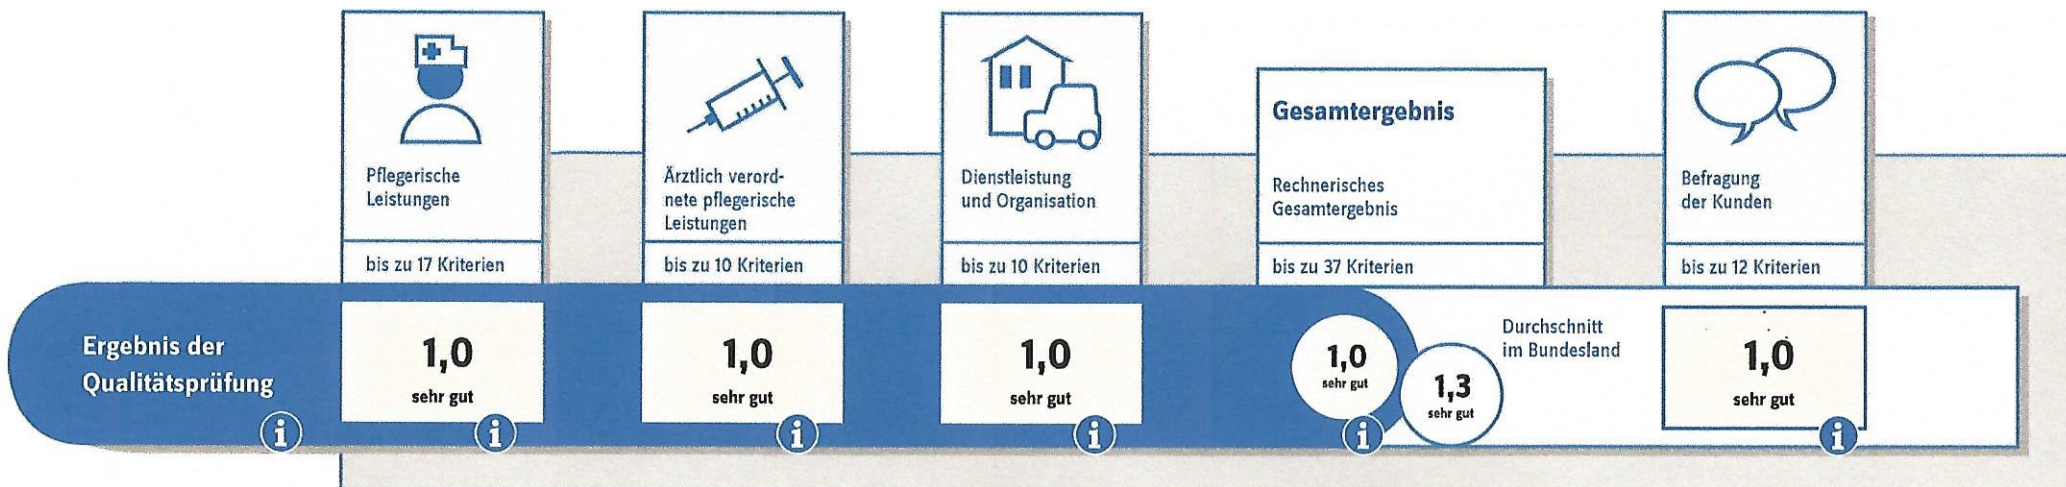 Pflegerische
Leistungen
bis zu 17 Kriterien
Ärztlich verord-
nete pflegerische
Leistungen
bis zu 10 Kriterien
Dienstleistung
und Organisation
bis zu 10 Kriterien
Gesamtergebnis
Rechnerisches
Gesamtergebnis
bis zu 37 Kriterien
Befragung
der Kunden
bis zu 12 Kriterien
Ergebnis der
Qualitätsprüfung
i
1,0
sehr gut
i
1,0
sehr gut
i
1,0
sehr gut
i
1,0
sehr gut
i
1,3
sehr gut
Durchschnitt
im Bundesland
1,0
sehr gut
i